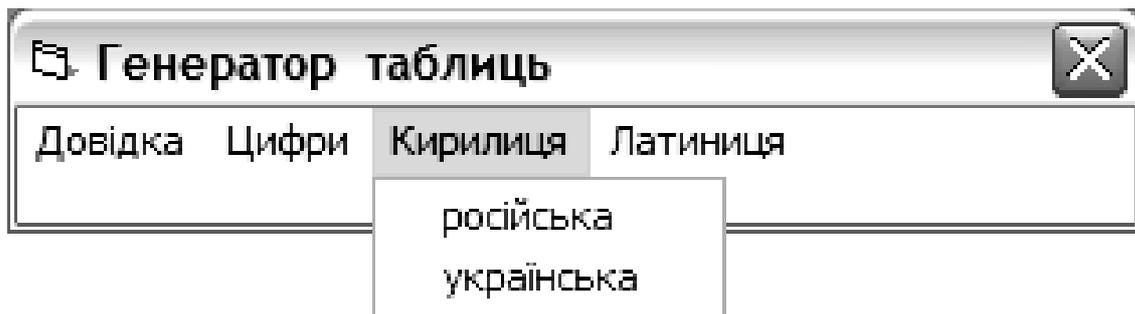 Генератор таблиць
Довідка Цифри Кирилиця Латиниця
російська
українська